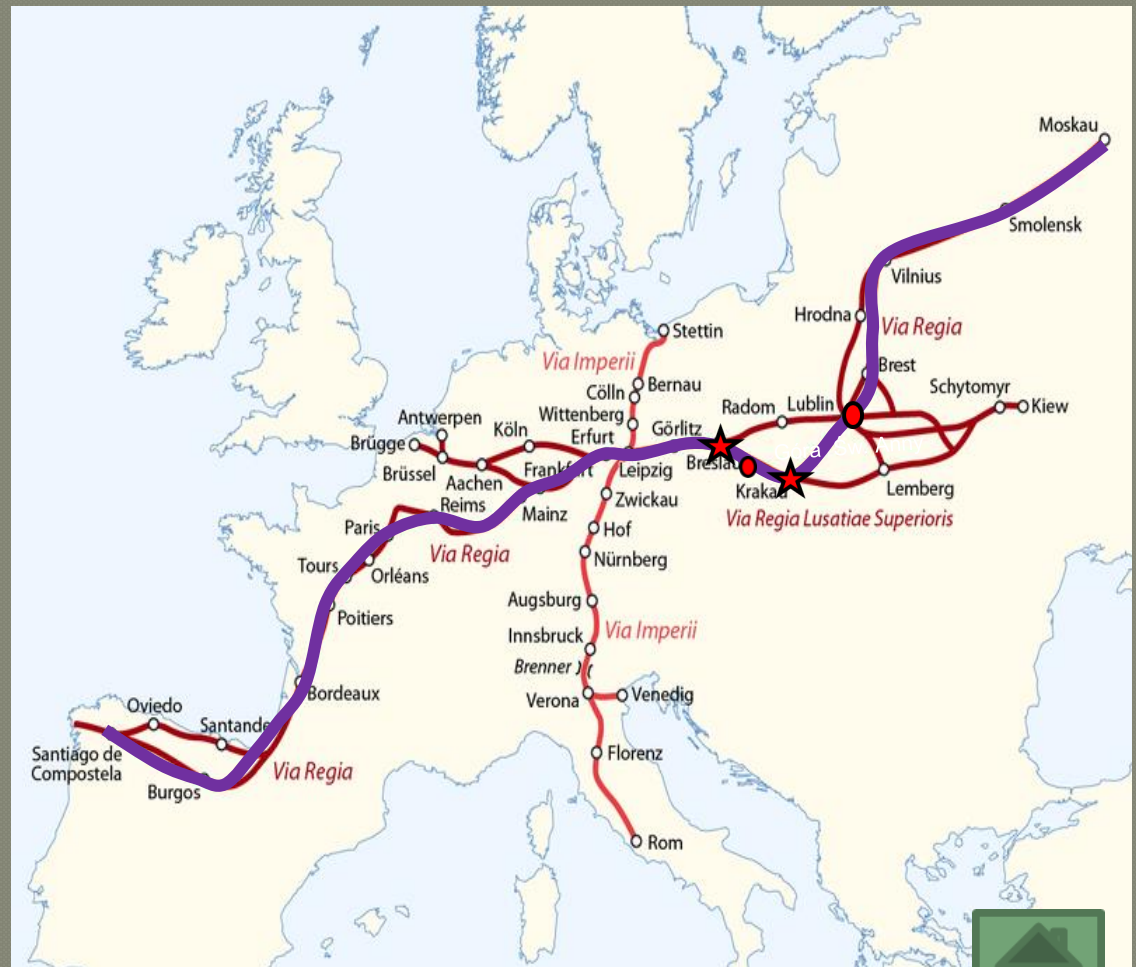 Moskau
Smolensk
Vilnius
Hrodna
Via Regia
Stettin
Via Imperii
Brest
Bernau
Schytomyr
Cölln
Radom
Lublin
Kiew
Wittenberg
Antwerpen
Köln
Erfurt
Görlitz
Brügge
Brüssel
Frankfurt
Leipzig
Breslau
Aachen
Krakau
Lemberg
Reims
Mainz
Zwickau
Via Regia Lusatiae Superioris
Paris
Hof
Via Regia
Nürnberg
Tours
Orléans
Augsburg
Poitiers
Via Imperii
Innsbruck
Brenner
Bordeaux
Verona
Venedig
Oviedo
Santande
Santiago de
Compostela
Florenz
Via Regia
Burgos
Rom